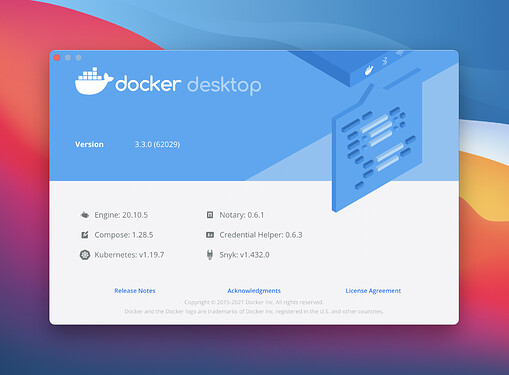 docker desktop
Version 3.3.0 (62029)
Engine: 20.10.5
Notary: 0.6.1
Compose: 1.28.5
Credential Helper: 0.6.3
Kubernetes: v1.19.7
Snyk: v1.432.0
Release Notes
Acknowledgments
License Agreement
Copyright © 2015-2021 Docker Inc. All rights reserved.
Docker and the Docker logo are trademarks of Docker Inc. registered in the U.S. and other countries.